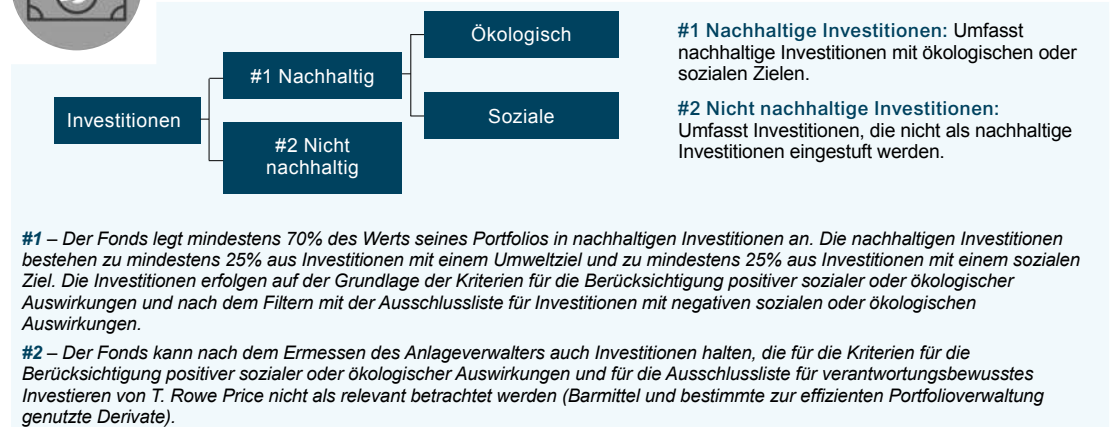 Investitionen
#1 Nachhaltig
#2 Nicht
nachhaltig
Ökologisch
Soziale
#1 Nachhaltige Investitionen: Umfasst
nachhaltige Investitionen mit ökologischen oder
sozialen Zielen.
#2 Nicht nachhaltige Investitionen:
Umfasst Investitionen, die nicht als nachhaltige
Investitionen eingestuft werden.
#1 – Der Fonds legt mindestens 70% des Werts seines Portfolios in nachhaltigen Investitionen an. Die nachhaltigen Investitionen
bestehen zu mindestens 25% aus Investitionen mit einem Umweltziel und zu mindestens 25% aus Investitionen mit einem sozialen
Ziel. Die Investitionen erfolgen auf der Grundlage der Kriterien für die Berücksichtigung positiver sozialer oder ökologischer
Auswirkungen und nach dem Filtern mit der Ausschlussliste für Investitionen mit negativen sozialen oder ökologischen
Auswirkungen.
#2 – Der Fonds kann nach dem Ermessen des Anlageverwalters auch Investitionen halten, die für die Kriterien für die
Berücksichtigung positiver sozialer oder ökologischer Auswirkungen und für die Ausschlussliste für verantwortungsbewusstes
Investieren von T. Rowe Price nicht als relevant betrachtet werden (Barmittel und bestimmte zur effizienten Portfolioverwaltung
genutzte Derivate).